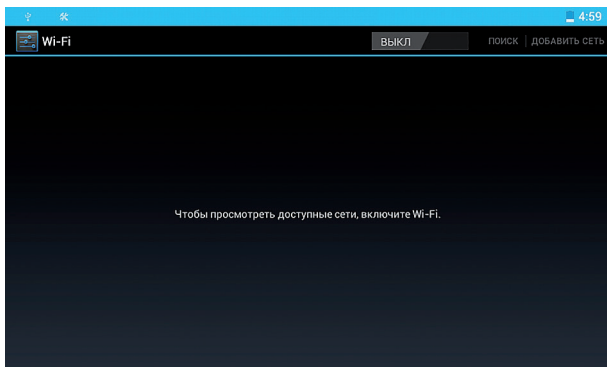 4:59
Wi-Fi
ВЫКЛ
ПОИСК
ДОБАВИТЬ СЕТЬ
Чтобы просмотреть доступные сети, включите Wi-Fi.